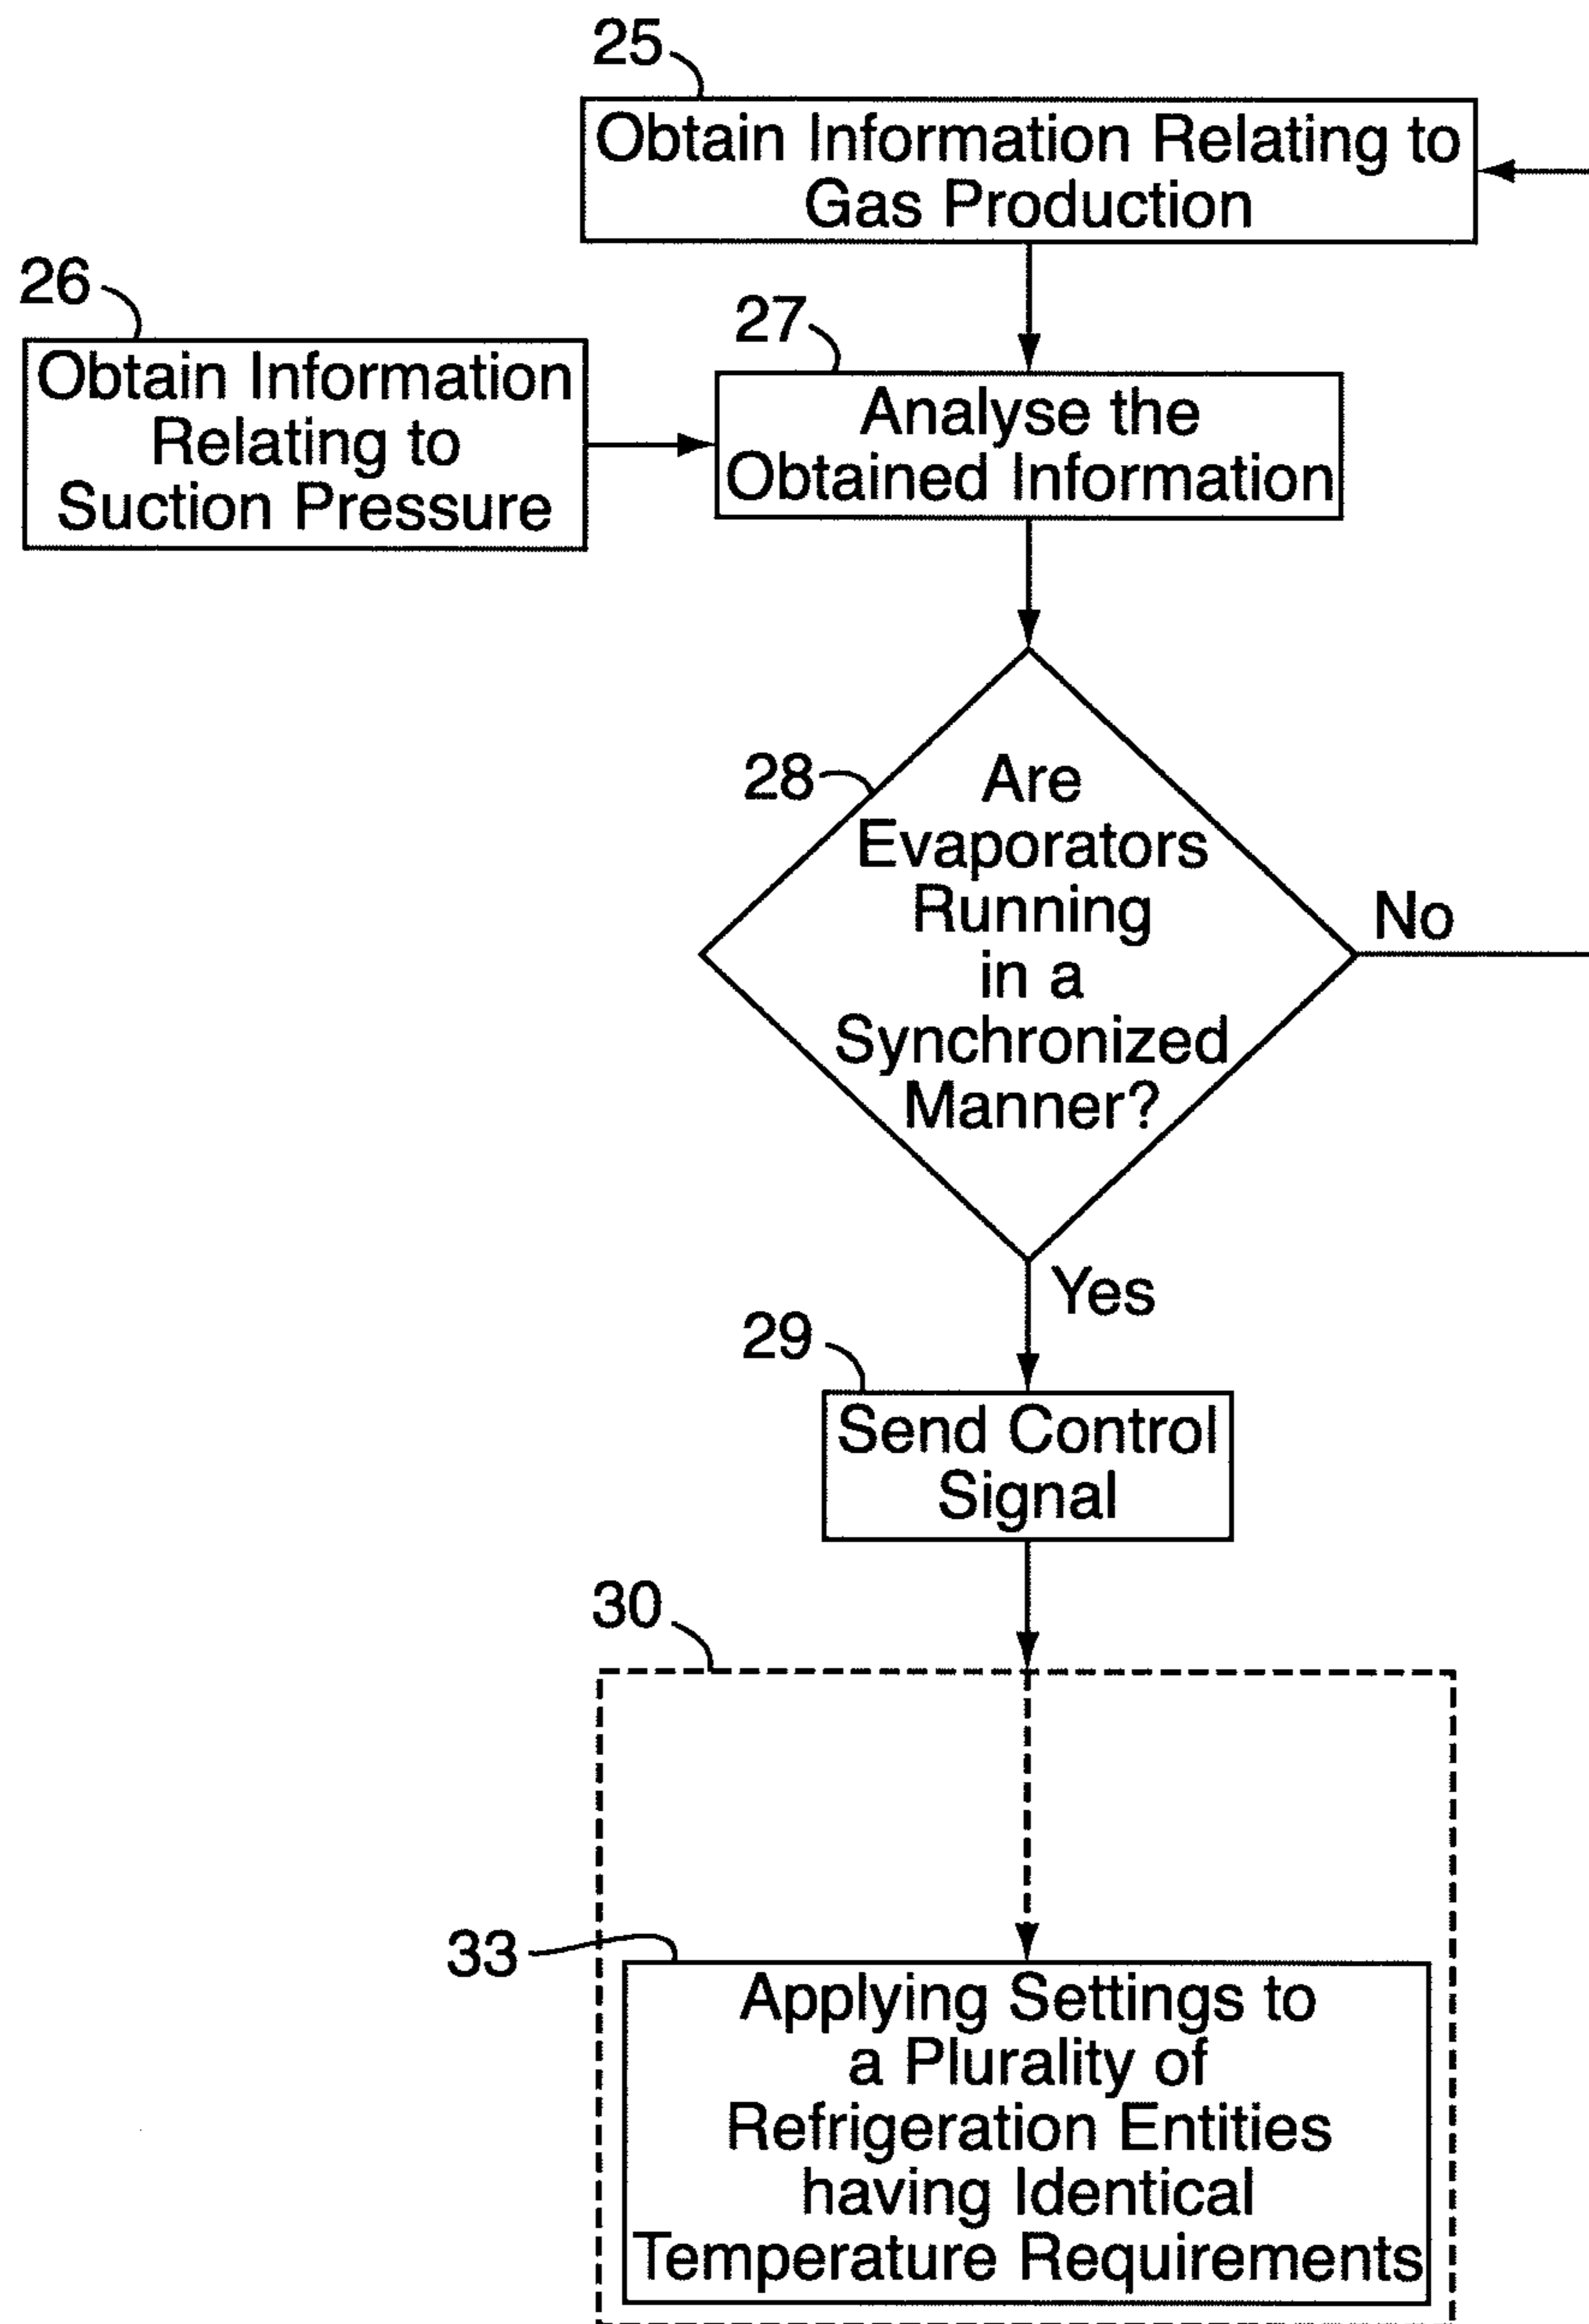 25
Obtain Information Relating to
Gas Production
26
Obtain Information
Relating to
Suction Pressure
27
Analyse the
Obtained Information
28
Are
Evaporators
Running
in a
Synchronized
Manner?
No
Yes
29
Send Control
Signal
30
33
Applying Settings to
a Plurality of
Refrigeration Entities
having Identical
Temperature Requirements